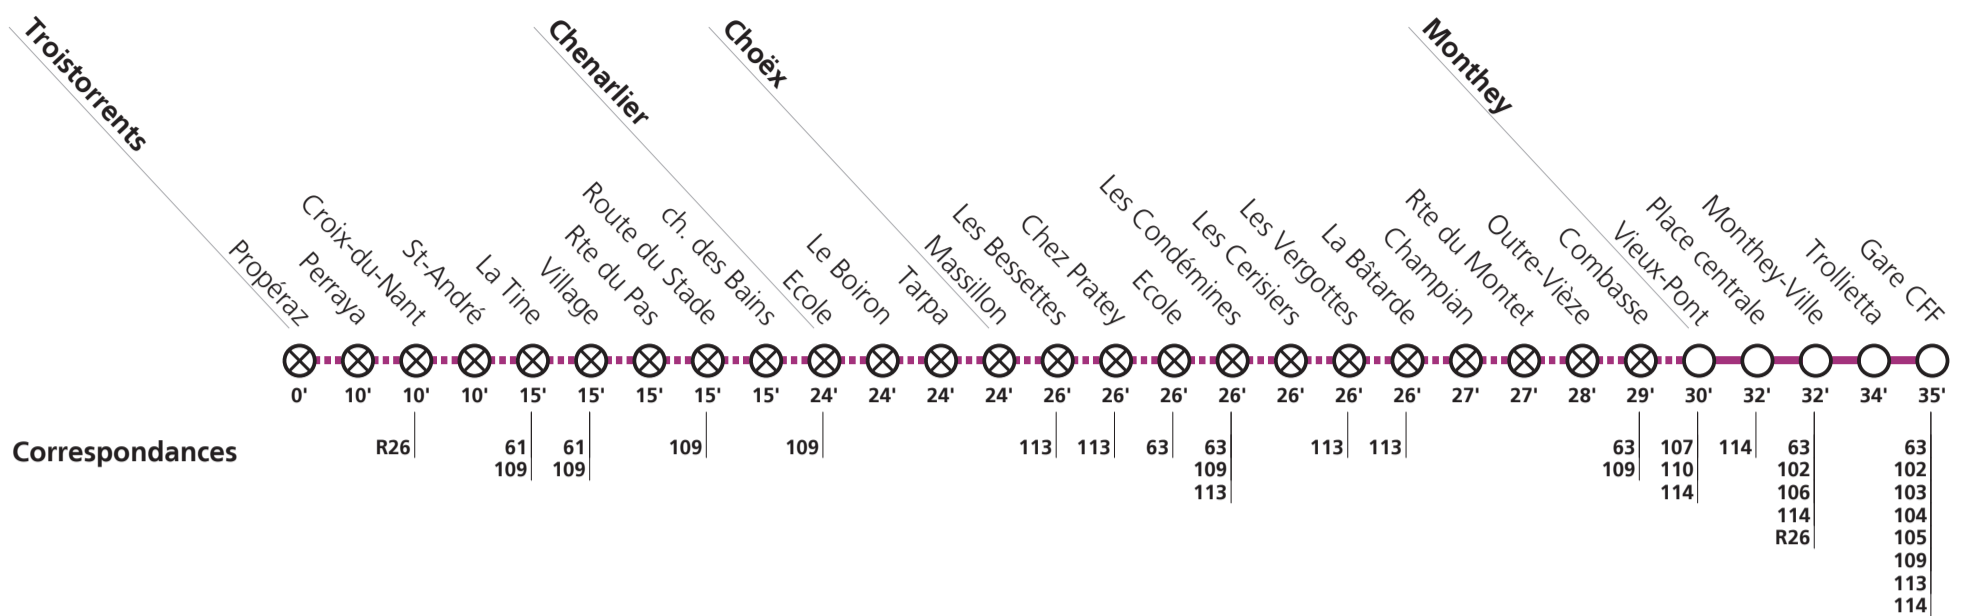 Troistorrents
Chenarlier
Choëx
Monthey
Propéraz
Perraya
Croix-du-Nant
St-André
La Tine
Village
Rte du Pas
Route du Stade
ch. des Bains
Ecole
Le Boiron
Tarpa
Massillon
Les Bessettes
Chez Pratey
Ecole
Les Condémines
Les Cerisiers
Les Vergottes
La Bâtarde
Champian
Rte du Montet
Outre-Vièze
Combasse
Vieux-Pont
Place centrale
Monthey-Ville
Trollietta
Gare CFF
0' 10' 10' 10' 15' 15' 15' 15' 15' 24' 24' 24' 24' 26' 26' 26' 26' 26' 26' 26' 27' 27' 28' 29' 30' 32' 32' 34' 35'
Correspondances
R26 61 61 109 109 113 113 63 63 113 113 63 107 114 63 63
109 109 109 109 110 102 102
113 114 106 103
114 104
R26 105
109
113
114